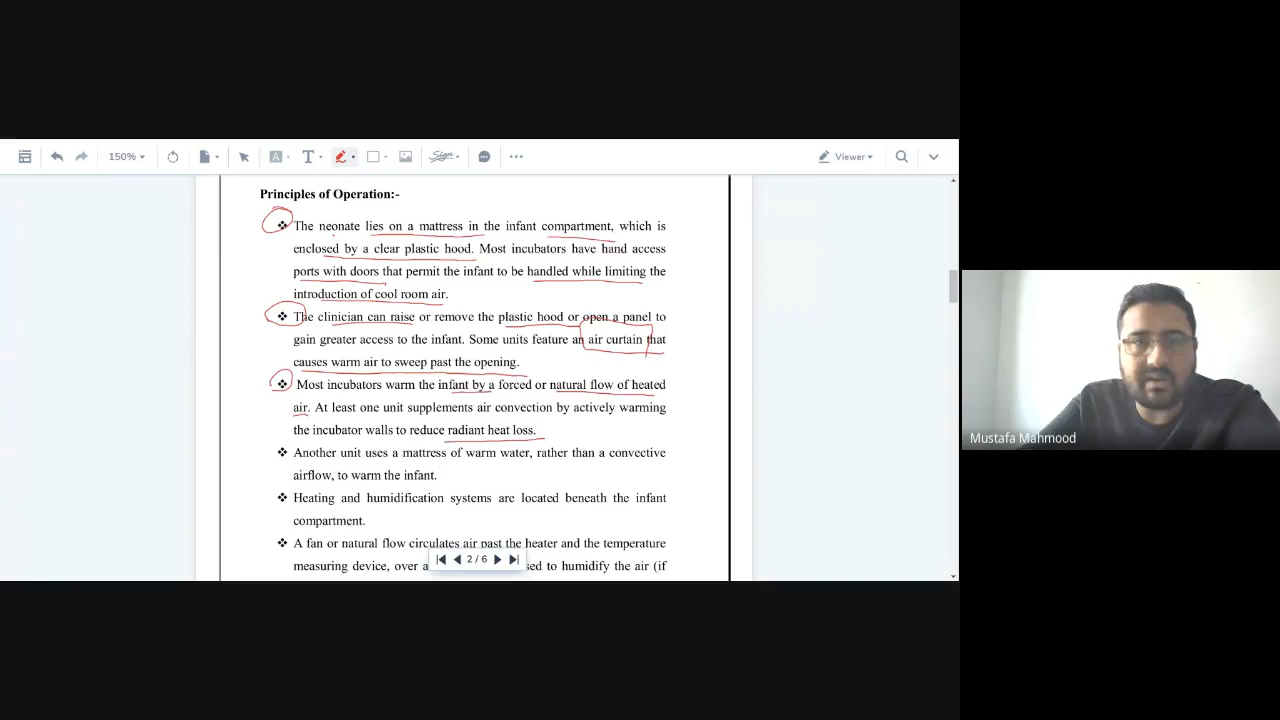 150%
Sign
Viewer
Principles of Operation:-
❖ The neonate lies on a mattress in the infant compartment, which is
enclosed by a clear plastic hood. Most incubators have hand access
ports with doors that permit the infant to be handled while limiting the
introduction of cool room air.
❖ The clinician can raise or remove the plastic hood or open a panel to
gain greater access to the infant. Some units feature an air curtain that
causes warm air to sweep past the opening.
❖ Most incubators warm the infant by a forced or natural flow of heated
air. At least one unit supplements air convection by actively warming
the incubator walls to reduce radiant heat loss.
❖ Another unit uses a mattress of warm water, rather than a convective
airflow, to warm the infant.
❖ Heating and humidification systems are located beneath the infant
compartment.
❖ A fan or natural flow circulates air past the heater and the temperature
measuring device, over a sed to humidify the air (if
2 / 6
Mustafa Mahmood